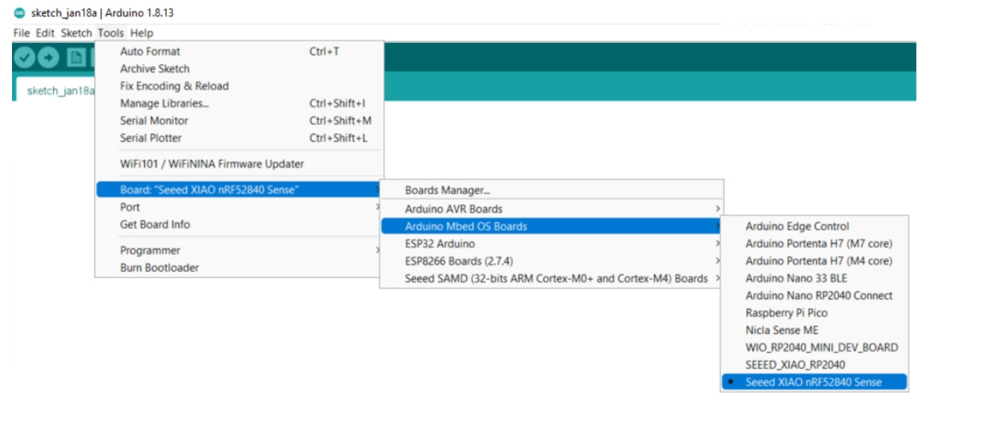 sketch_jan18a | Arduino 1.8.13
File Edit Sketch Tools Help
sketch_jan18a
Auto Format Ctrl+T
Archive Sketch
Fix Encoding & Reload
Manage Libraries... Ctrl+Shift+I
Serial Monitor Ctrl+Shift+M
Serial Plotter Ctrl+Shift+L
WiFi101 / WiFiNINA Firmware Updater
Board: "Seeed XIAO nRF52840 Sense"
Port
Get Board Info
Programmer
Burn Bootloader
Boards Manager...
Arduino AVR Boards
Arduino Mbed OS Boards
ESP32 Arduino
ESP8266 Boards (2.7.4)
Seeed SAMD (32-bits ARM Cortex-M0+ and Cortex-M4) Boards
Arduino Edge Control
Arduino Portenta H7 (M7 core)
Arduino Portenta H7 (M4 core)
Arduino Nano 33 BLE
Arduino Nano RP2040 Connect
Raspberry Pi Pico
Nicla Sense ME
WIO_RP2040_MINI_DEV_BOARD
SEEED_XIAO_RP2040
Seeed XIAO nRF52840 Sense